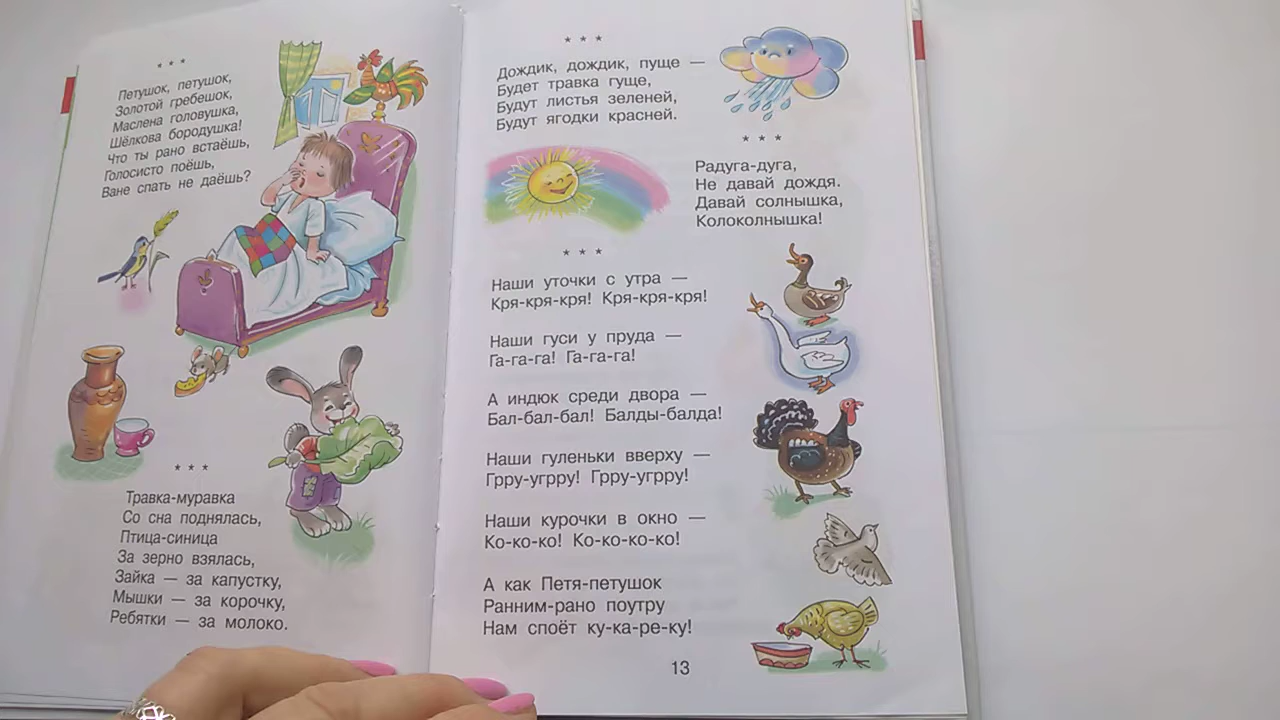 * * *
Петушок, петушок,
Золотой гребешок,
Маслена головушка,
Шёлкова бородушка!
Что ты рано встаёшь,
Голосисто поёшь,
Ване спать не даёшь?
* * *
Травка-муравка
Со сна поднялась,
Птица-синица
За зерно взялась,
Зайка — за капустку,
Мышки — за корочку,
Ребятки — за молоко.
* * *
Дождик, дождик, пуще —
Будет травка гуще,
Будут листья зеленей,
Будут ягодки красней.
* * *
Радуга-дуга,
Не давай дождя.
Давай солнышка,
Колоколнышка!
* * *
Наши уточки с утра —
Кря-кря-кря! Кря-кря-кря!
Наши гуси у пруда —
Га-га-га! Га-га-га!
А индюк среди двора —
Бал-бал-бал! Балды-балда!
Наши гуленьки вверху —
Грру-угрру! Грру-угрру!
Наши курочки в окно —
Ко-ко-ко! Ко-ко-ко-ко!
А как Петя-петушок
Ранним-рано поутру
Нам споёт ку-ка-ре-ку!
13